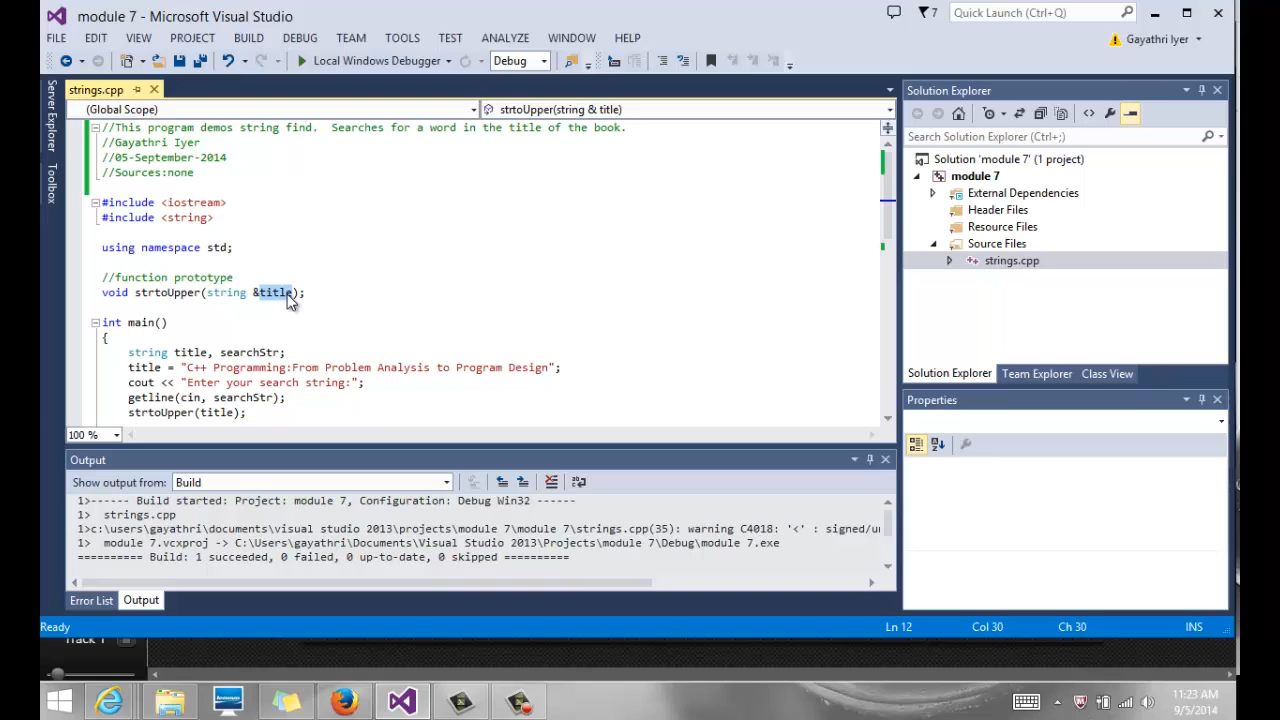 module 7 - Microsoft Visual Studio
7
Quick Launch (Ctrl+Q)
FILE EDIT VIEW PROJECT BUILD DEBUG TEAM TOOLS TEST ANALYZE WINDOW HELP
Gayathri Iyer
Local Windows Debugger
Debug
Server Explorer
Toolbox
strings.cpp
(Global Scope)
strtoUpper(string & title)
//This program demos string find.  Searches for a word in the title of the book.
//Gayathri Iyer
//05-September-2014
//Sources:none
#include <iostream>
#include <string>
using namespace std;
//function prototype
void strtoUpper(string &title);
int main()
{
string title, searchStr;
title = "C++ Programming:From Problem Analysis to Program Design";
cout << "Enter your search string:";
getline(cin, searchStr);
strtoUpper(title);
100 %
Solution Explorer
Search Solution Explorer (Ctrl+;)
Solution 'module 7' (1 project)
module 7
External Dependencies
Header Files
Resource Files
Source Files
strings.cpp
Solution Explorer Team Explorer Class View
Properties
Output
Show output from: Build
1>------ Build started: Project: module 7, Configuration: Debug Win32 ------
1>  strings.cpp
1>c:\users\gayathri\documents\visual studio 2013\projects\module 7\module 7\strings.cpp(35): warning C4018: '<' : signed/u
1>  module 7.vcxproj -> C:\Users\gayathri\Documents\Visual Studio 2013\Projects\module 7\Debug\module 7.exe
========== Build: 1 succeeded, 0 failed, 0 up-to-date, 0 skipped ==========
Error List Output
Ready
Ln 12 Col 30 Ch 30 INS
Track 1
11:23 AM
9/5/2014